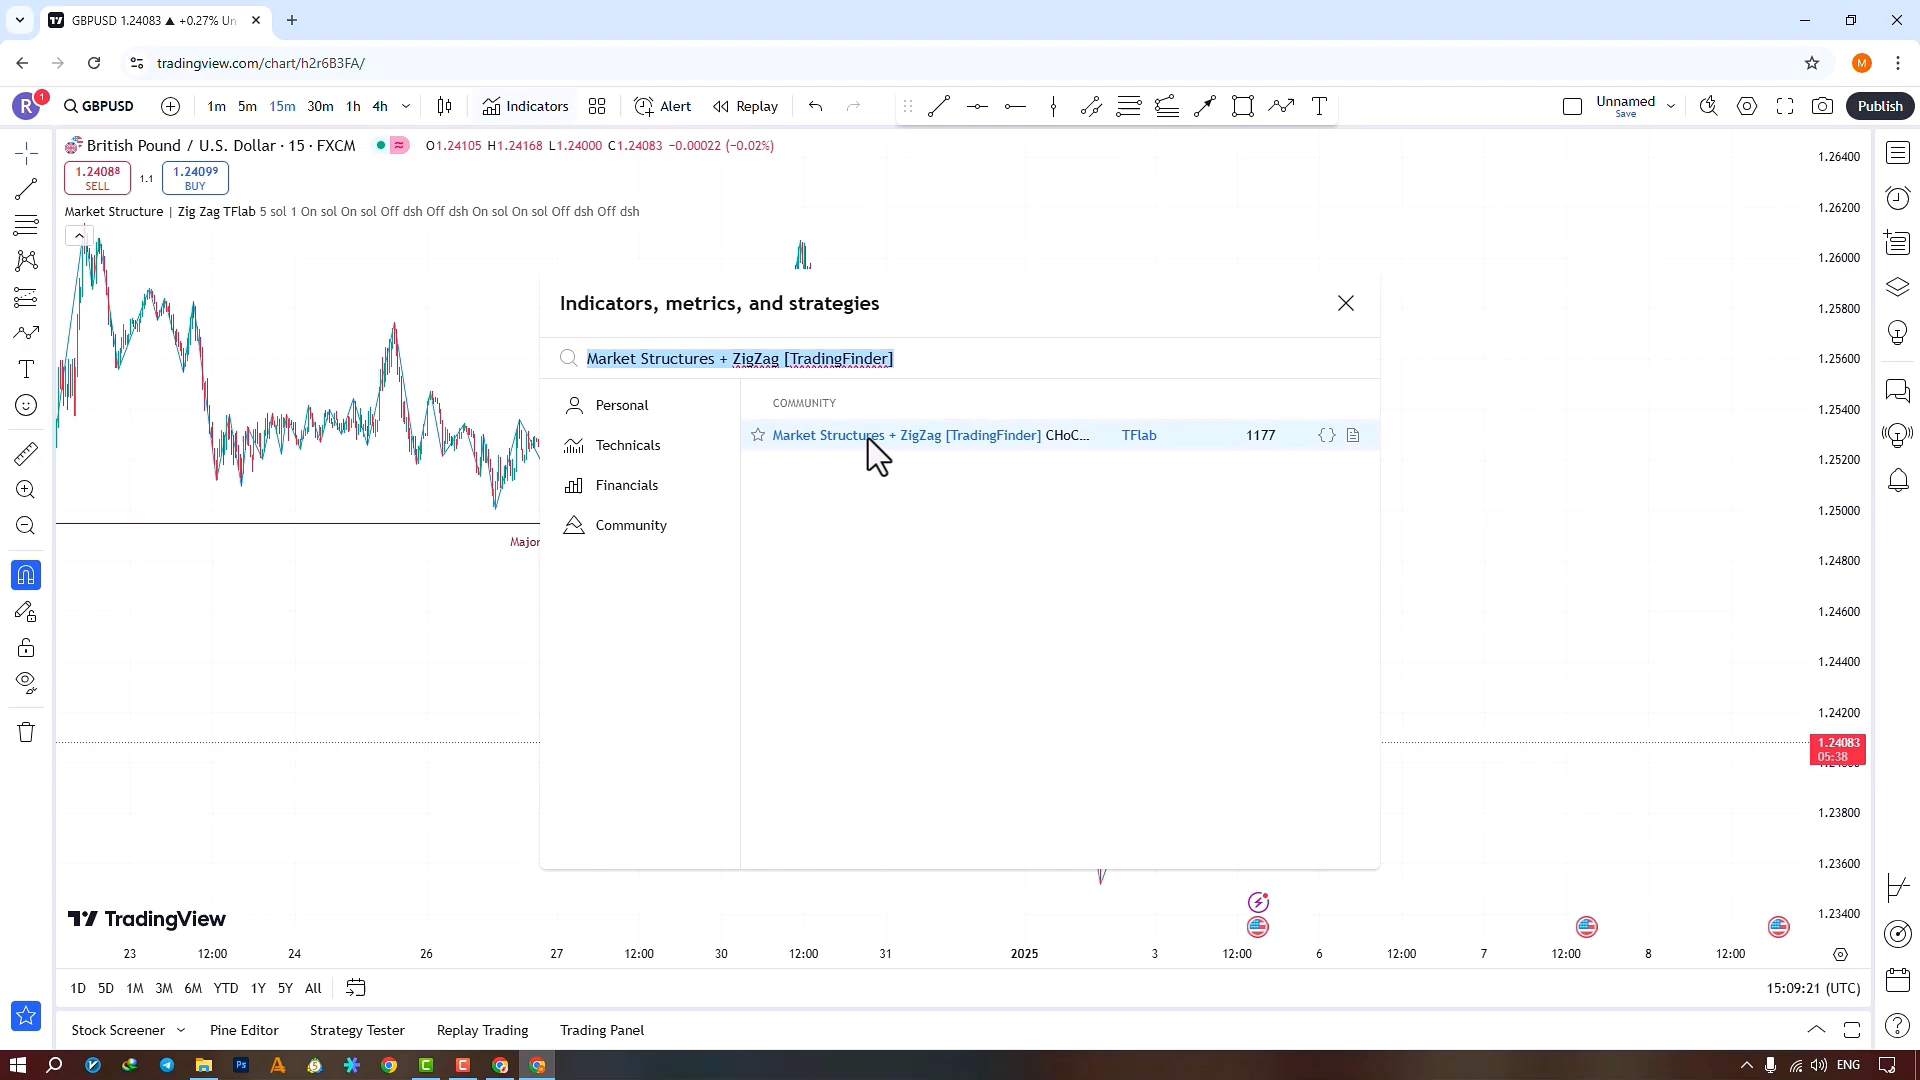 GBPUSD 1.24083 ▲ +0.27% Un
tradingview.com/chart/h2r6B3FA/
M
R 1
GBPUSD
1m 5m 15m 30m 1h 4h
Indicators
Alert
Replay
T
Unnamed
Save
Publish
British Pound / U.S. Dollar · 15 · FXCM
O1.24105 H1.24168 L1.24000 C1.24083 −0.00022 (−0.02%)
1.24088
SELL
1.1
1.24099
BUY
Market Structure | Zig Zag TFlab 5 sol 1 On sol On sol Off dsh Off dsh On sol On sol Off dsh Off dsh
Indicators, metrics, and strategies
Market Structures + ZigZag [TradingFinder]
Personal
Technicals
Financials
Community
COMMUNITY
Market Structures + ZigZag [TradingFinder] CHoC... TFlab 1177
Major
1.26400
1.26200
1.26000
1.25800
1.25600
1.25400
1.25200
1.25000
1.24800
1.24600
1.24400
1.24200
1.24083
05:38
1.23800
1.23600
1.23400
TradingView
23 12:00 24 26 27 12:00 30 12:00 31 2025 3 12:00 6 12:00 7 12:00 8 12:00
1D 5D 1M 3M 6M YTD 1Y 5Y All
15:09:21 (UTC)
Stock Screener Pine Editor Strategy Tester Replay Trading Trading Panel
Ps
ENG